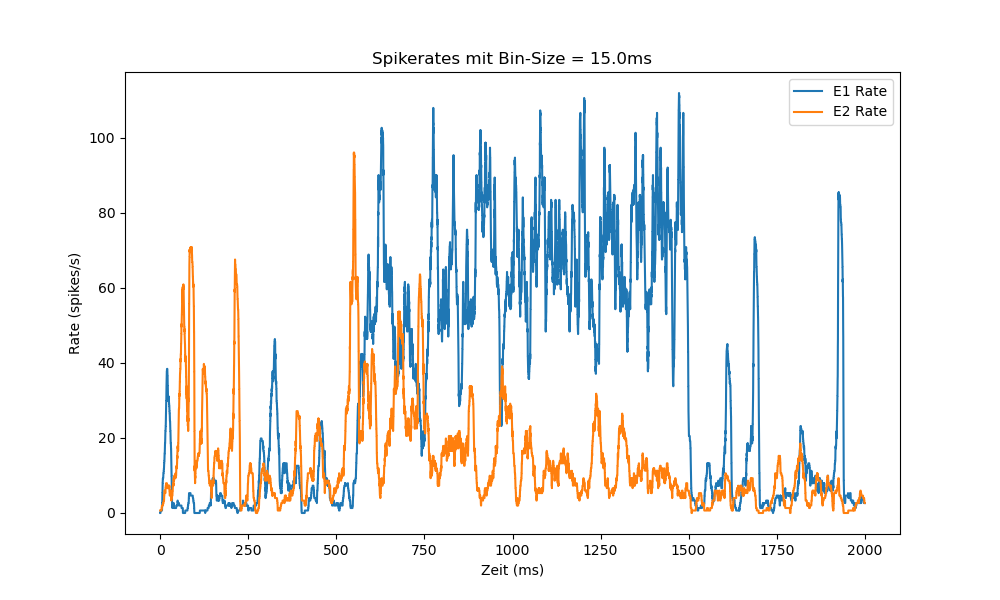 Spikerates mit Bin-Size = 15.0ms
E1 Rate
E2 Rate
Rate (spikes/s)
100
80
60
40
20
0
0 250 500 750 1000 1250 1500 1750 2000
Zeit (ms)